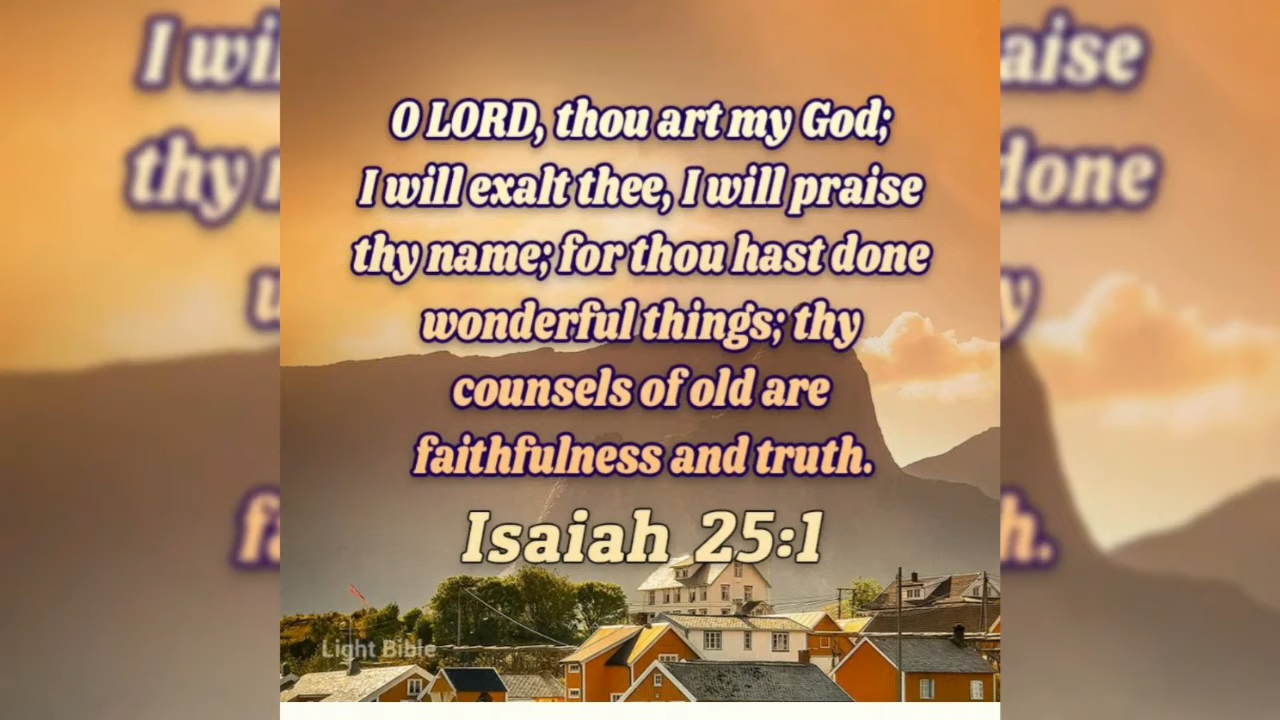 O LORD, thou art my God;
I will exalt thee, I will praise
thy name; for thou hast done
wonderful things; thy
counsels of old are
faithfulness and truth.
Isaiah 25:1
Light Bible